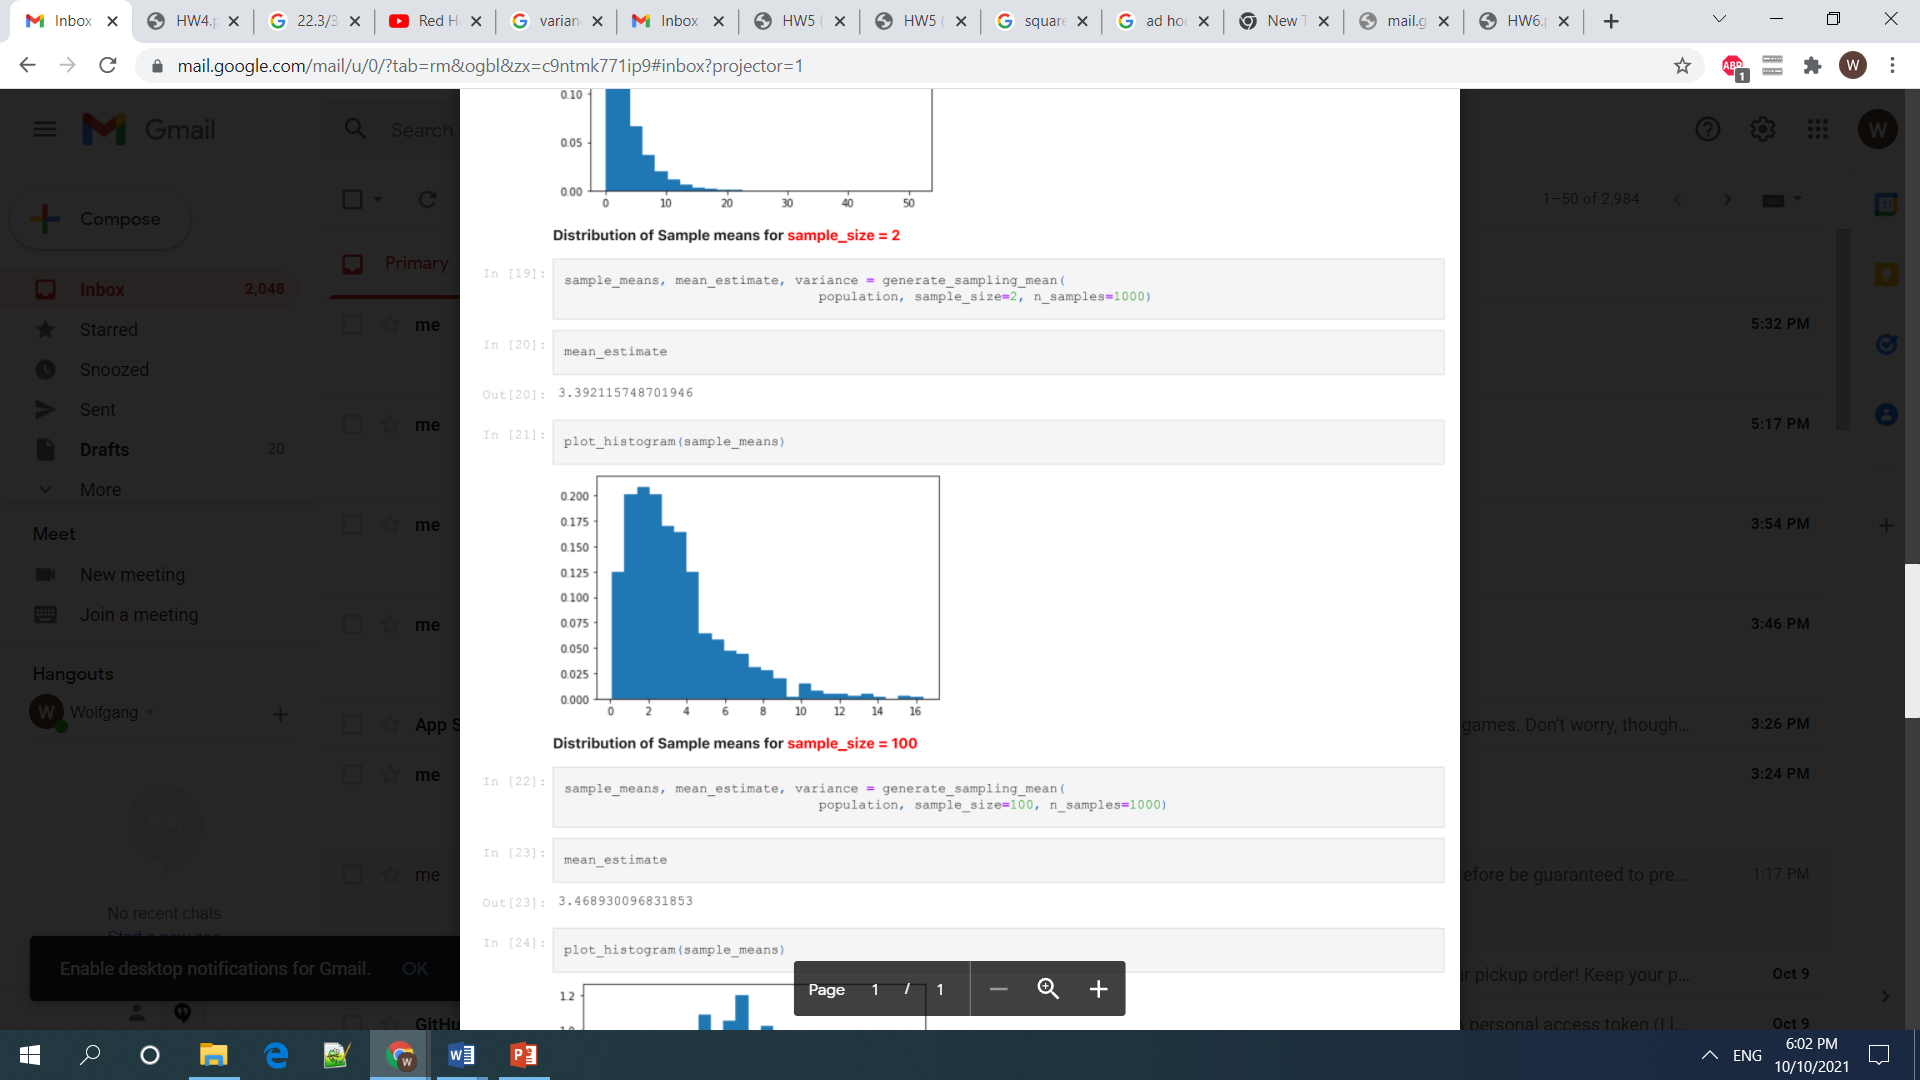 Inbox
HW4.p
22.3/3
Red H
varian
Inbox
HW5 (
HW5 (
square
ad hoc
New T
mail.g
HW6.p
mail.google.com/mail/u/0/?tab=rm&ogbl&zx=c9ntmk771ip9#inbox?projector=1
ABP
1
W
Gmail
Search
W
Compose
1–50 of 2,984
31
Primary
Inbox 2,048
Starred
Snoozed
Sent
Drafts 20
More
Meet
New meeting
Join a meeting
Hangouts
W
Wolfgang
No recent chats
Start a new one
Enable desktop notifications for Gmail. OK
me
5:32 PM
me
5:17 PM
me
3:54 PM
me
3:46 PM
App S
games. Don't worry, though...
3:26 PM
me
3:24 PM
me
efore be guaranteed to pre...
1:17 PM
r pickup order! Keep your p...
Oct 9
GitHu
personal access token (
Oct 9
0.10
0.05
0.00
0 10 20 30 40 50
Distribution of Sample means for sample_size = 2
In [19]:
sample_means, mean_estimate, variance = generate_sampling_mean(
population, sample_size=2, n_samples=1000)
In [20]:
mean_estimate
Out[20]: 3.392115748701946
In [21]:
plot_histogram(sample_means)
0.200
0.175
0.150
0.125
0.100
0.075
0.050
0.025
0.000
0 2 4 6 8 10 12 14 16
Distribution of Sample means for sample_size = 100
In [22]:
sample_means, mean_estimate, variance = generate_sampling_mean(
population, sample_size=100, n_samples=1000)
In [23]:
mean_estimate
Out[23]: 3.468930096831853
In [24]:
plot_histogram(sample_means)
1.2
Page 1 / 1
W
ENG
6:02 PM
10/10/2021